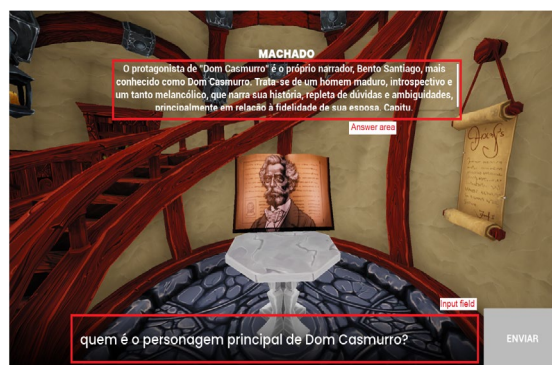 MACHADO
O protagonista de "Dom Casmurro" é o próprio narrador, Bento Santiago, mais
conhecido como Dom Casmurro. Trata-se de um homem maduro, introspectivo e
um tanto melancólico, que narra sua história, repleta de dúvidas e ambiguidades,
principalmente em relação à fidelidade de sua esposa, Capitu.
Answer area
Input field
quem é o personagem principal de Dom Casmurro?
ENVIAR